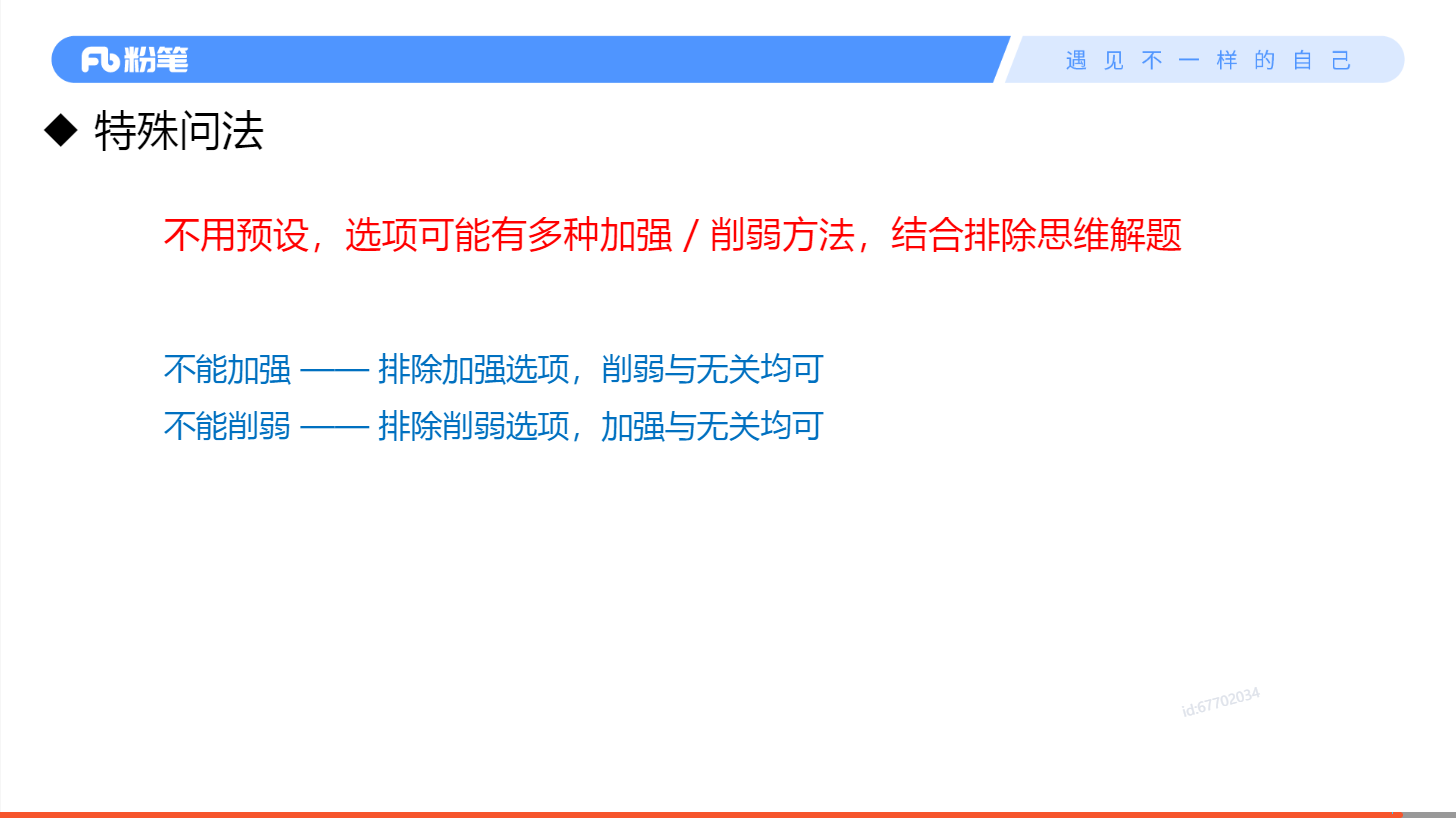 粉笔
遇见不一样的自己
特殊问法
不用预设，选项可能有多种加强 / 削弱方法，结合排除思维解题
不能加强 —— 排除加强选项，削弱与无关均可
不能削弱 —— 排除削弱选项，加强与无关均可
id:67702034